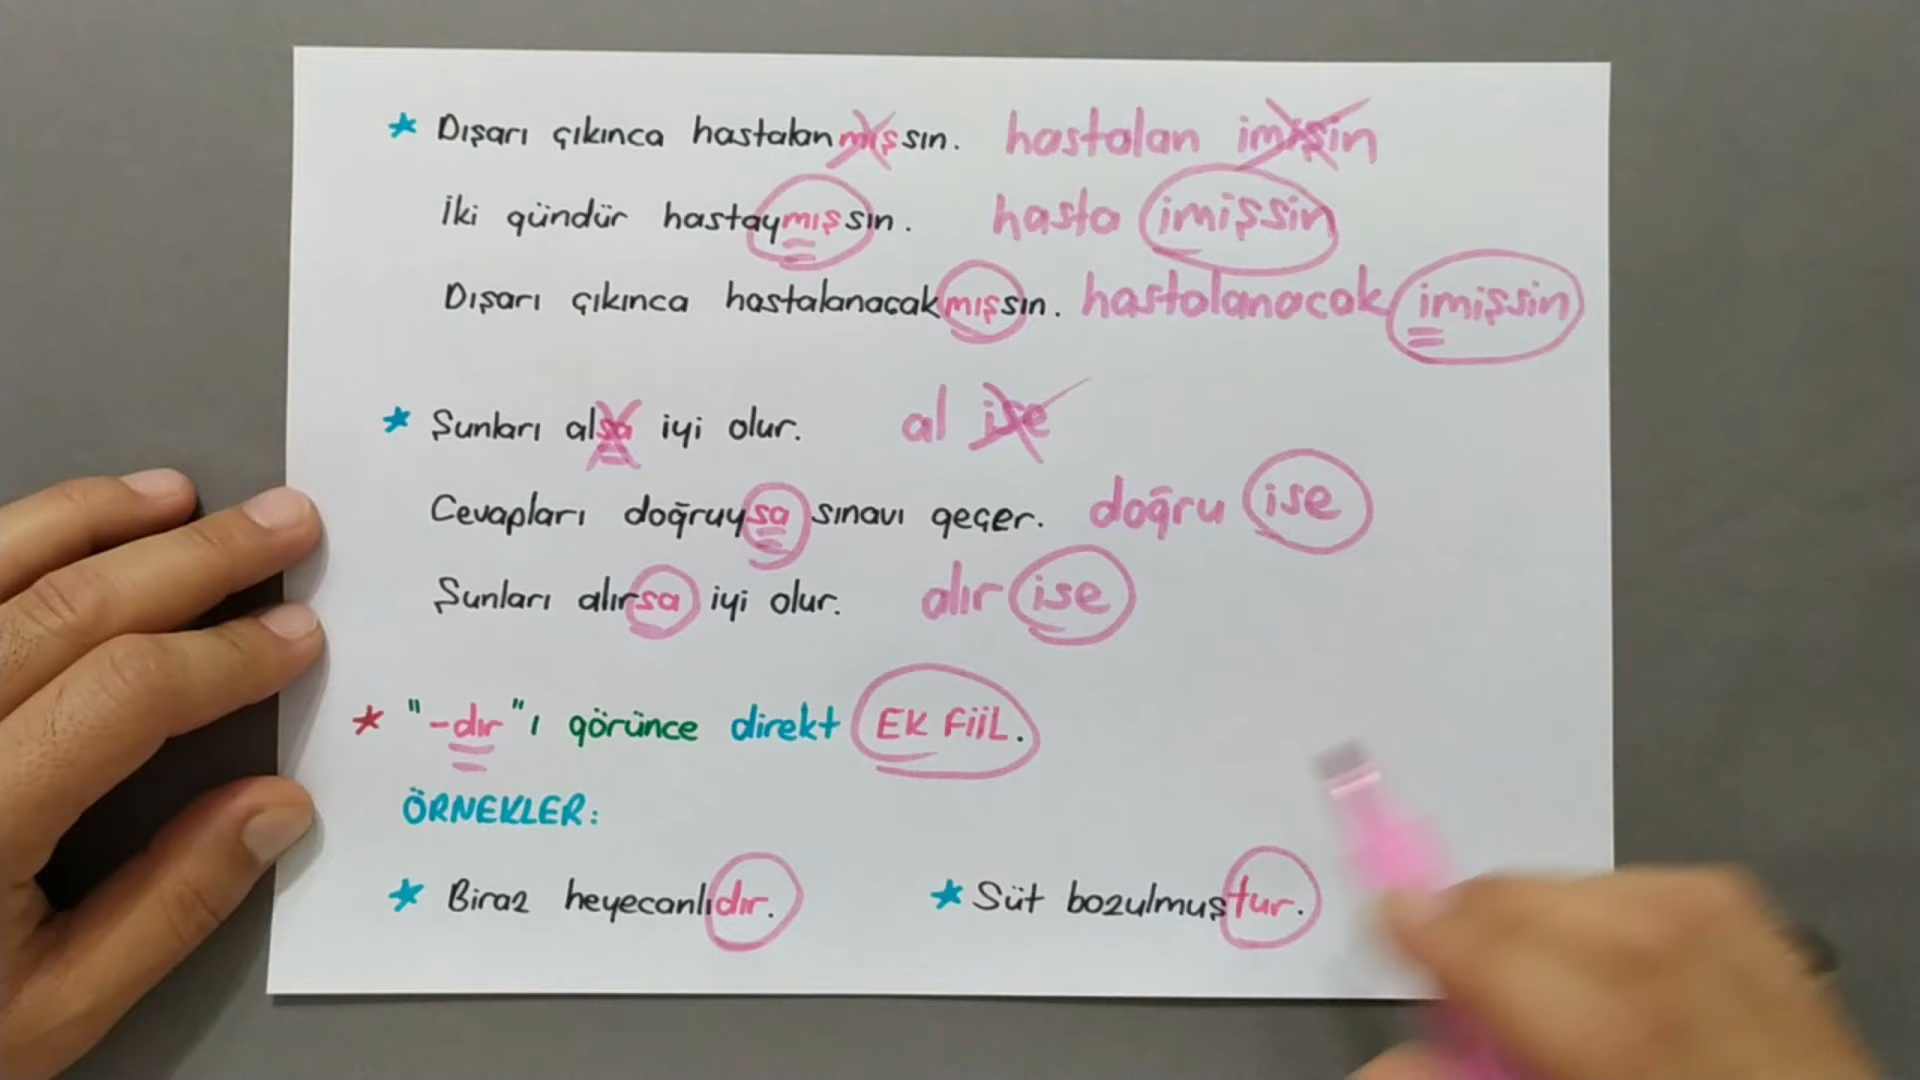 ★ Dışarı çıkınca hastalanmışsın. hastalan imişin
İki gündür hastaymışsın. hasta imişsin
Dışarı çıkınca hastalanacakmışsın. hastalanacak imişsin
★ Şunları alsa iyi olur. al ise
Cevapları doğruysa sınavı geçer. doğru ise
Şunları alırsa iyi olur. alır ise
★ "-dır"ı görünce direkt EK FiiL.
ÖRNEKLER:
★ Biraz heyecanlıdır. ★ Süt bozulmuştur.